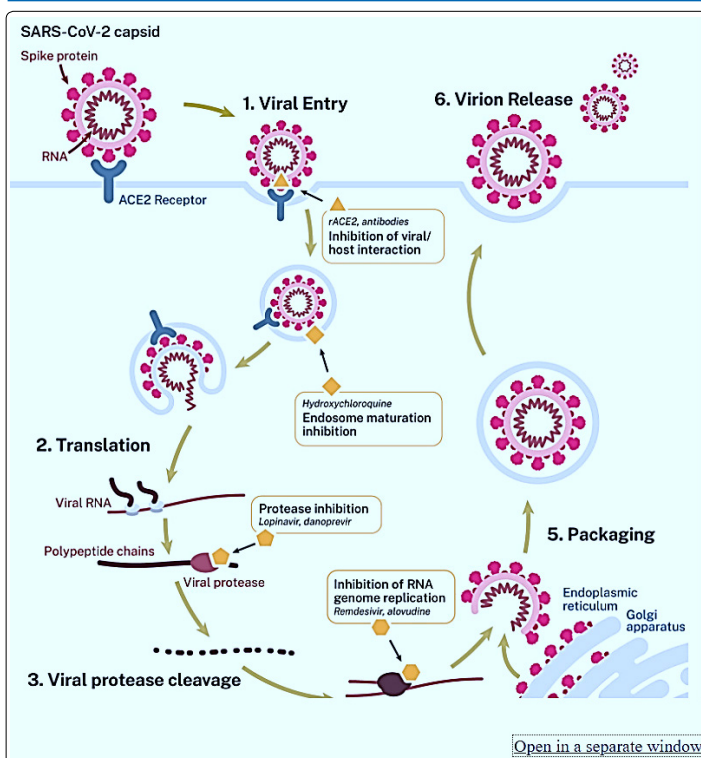 SARS-CoV-2 capsid
Spike protein
RNA
ACE2 Receptor
1. Viral Entry
rACE2, antibodies
Inhibition of viral/
host interaction
Hydroxychloroquine
Endosome maturation
inhibition
2. Translation
Viral RNA
Polypeptide chains
Viral protease
Protease inhibition
Lopinavir, danoprevir
3. Viral protease cleavage
Inhibition of RNA
genome replication
Remdesivir, alovudine
5. Packaging
Endoplasmic
reticulum
Golgi
apparatus
6. Virion Release
Open in a separate window